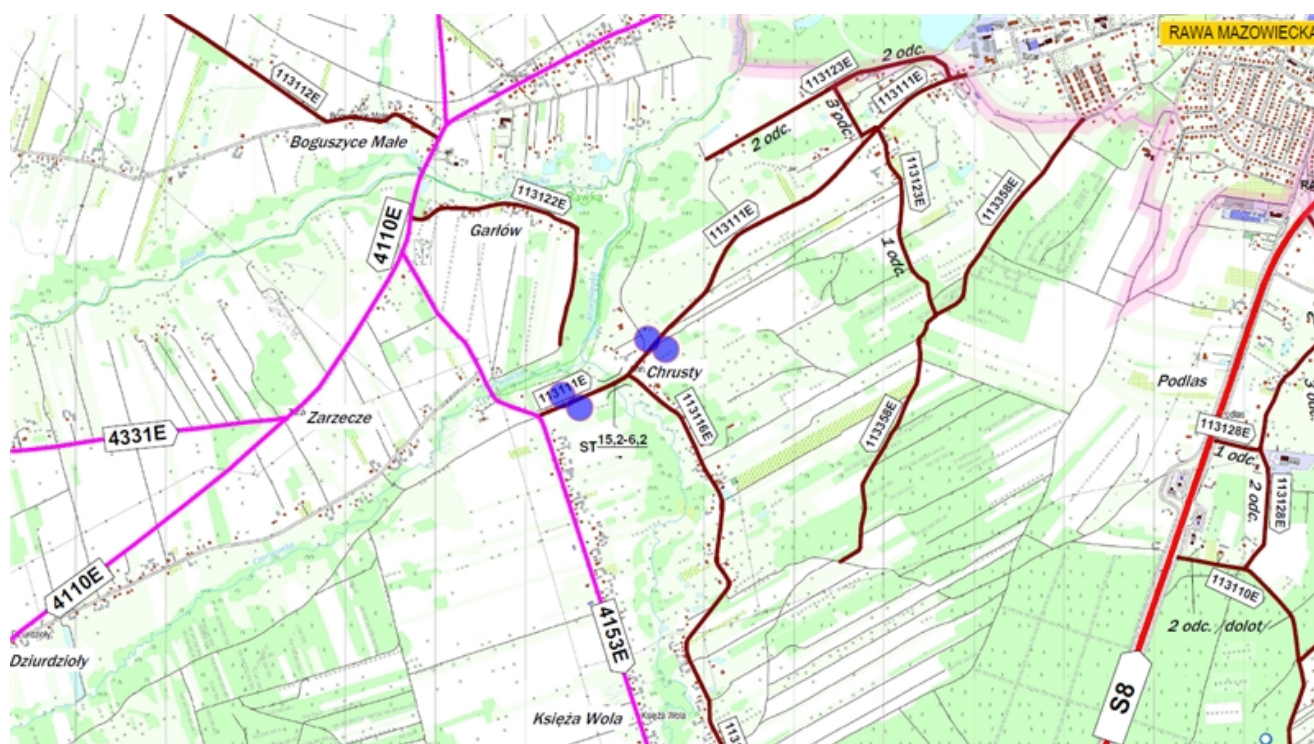 RAWA MAZOWIECKA
2 odc.
113123E
113111E
113112E
3 odc.
Boguszyce Małe
2 odc.
113123E
113358E
113122E
113111E
4110E
Garłów
1 odc.
Chrusty
Podlas
113111E
113116E
Zarzecze
113358E
113128E
4331E
ST 15,2-6,2
1 odc.
2 odc.
113128E
4110E
113110E
4153E
2 odc. /dolot/
Dziurdzioły
S8
Księża Wola
Księża Wola